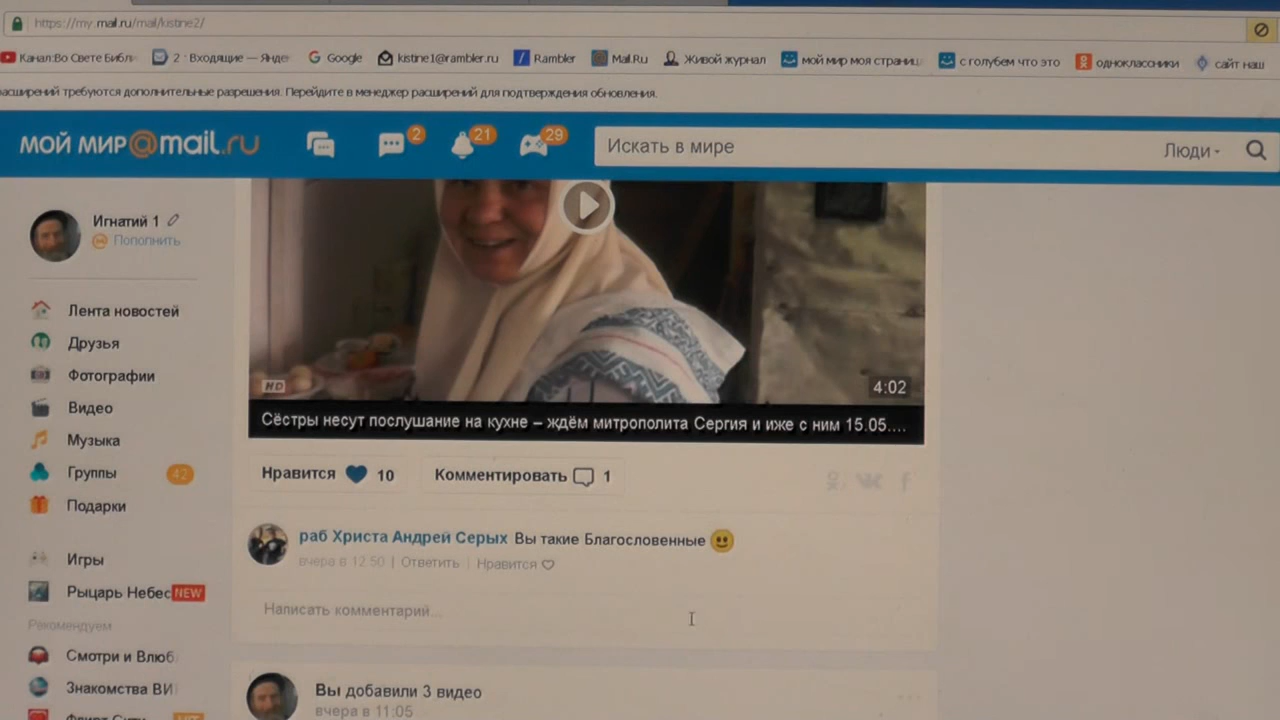 https://my.mail.ru/mail/kistine2/
Канал:Во Свете Библ
2 · Входящие — Янде
Google
kistine1@rambler.ru
Rambler
Mail.Ru
Живой журнал
мой мир моя страниц
с голубем что это
одноклассники
сайт наш
асширений требуются дополнительные разрешения. Перейдите в менеджер расширений для подтверждения обновления.
МОЙ МИР@mail.ru
2
21
29
Искать в мире
Люди
Игнатий 1
Пополнить
Лента новостей
Друзья
Фотографии
Видео
Музыка
Группы 42
Подарки
Игры
Рыцарь Небес NEW
Рекомендуем
Смотри и Влюб
Знакомства ВИ
HD
4:02
Сёстры несут послушание на кухне – ждём митрополита Сергия и иже с ним 15.05....
Нравится 10
Комментировать 1
раб Христа Андрей Серых Вы такие Благословенные
вчера в 12:50 | Ответить | Нравится
Написать комментарий...
Вы добавили 3 видео
вчера в 11:05